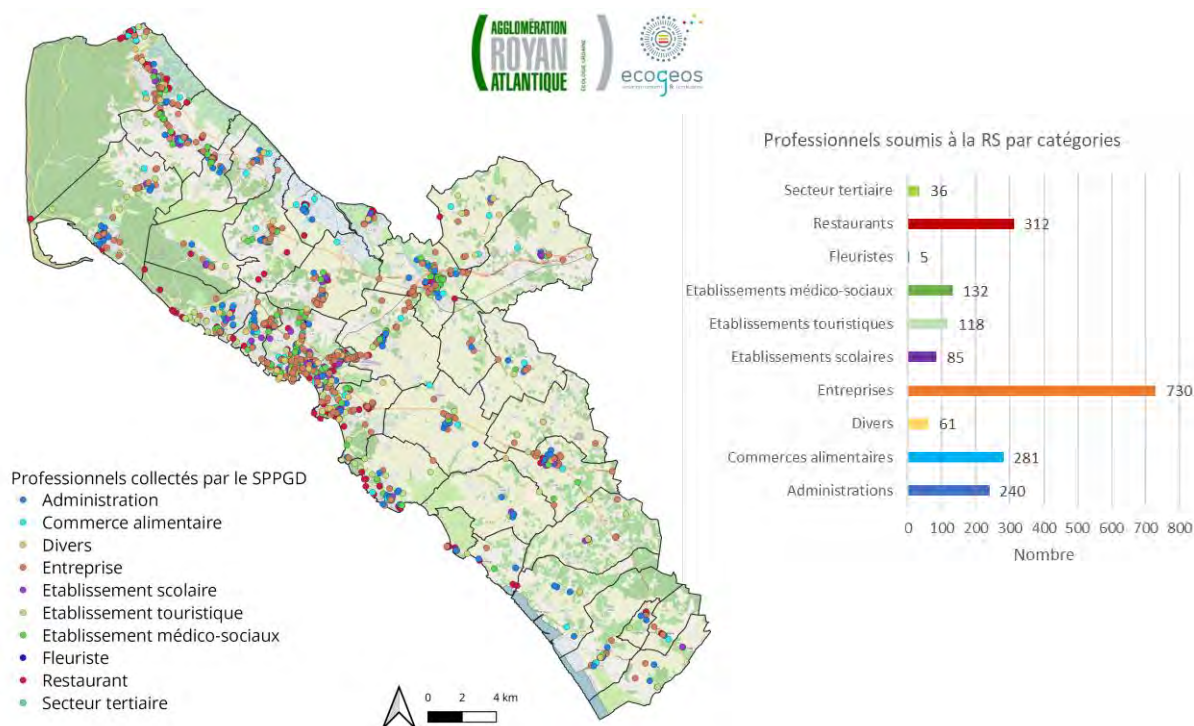 AGGLOMÉRATION
ROYAN
ATLANTIQUE
ÉCOLOGIE URBAINE
ecogeos
Professionnels soumis à la RS par catégories
Secteur tertiaire 36
Restaurants 312
Fleuristes 5
Etablissements médico-sociaux 132
Etablissements touristiques 118
Etablissements scolaires 85
Entreprises 730
Divers 61
Commerces alimentaires 281
Administrations 240
0 100 200 300 400 500 600 700 800
Nombre
Professionnels collectés par le SPPGD
Administration
Commerce alimentaire
Divers
Entreprise
Etablissement scolaire
Etablissement touristique
Etablissement médico-sociaux
Fleuriste
Restaurant
Secteur tertiaire
0 2 4 km